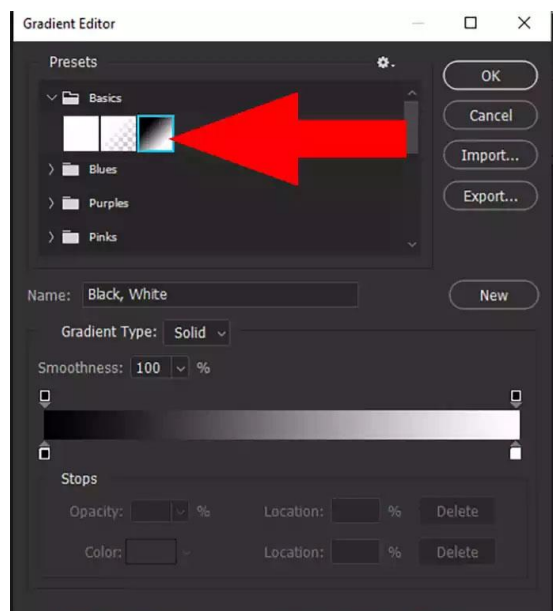 Gradient Editor
Presets
OK
Basics
Cancel
Import...
Blues
Export...
Purples
Pinks
Name: Black, White
New
Gradient Type: Solid
Smoothness: 100 %
Stops
Opacity: % Location: % Delete
Color: Location: % Delete